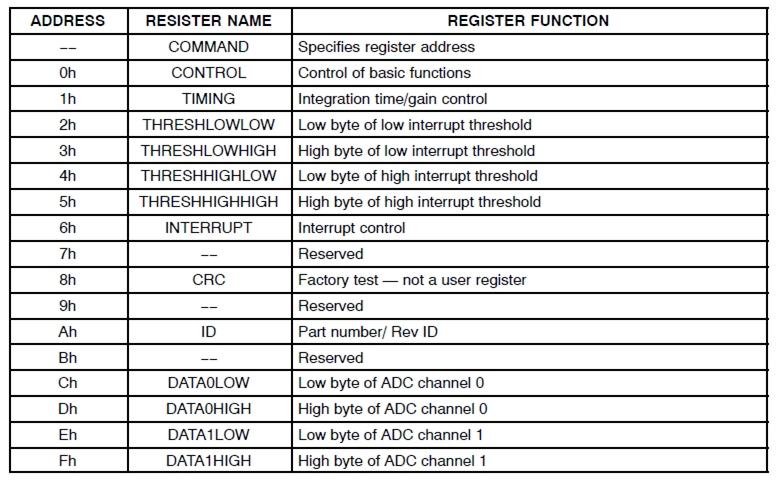 ADDRESS RESISTER NAME REGISTER FUNCTION
−− COMMAND Specifies register address
0h CONTROL Control of basic functions
1h TIMING Integration time/gain control
2h THRESHLOWLOW Low byte of low interrupt threshold
3h THRESHLOWHIGH High byte of low interrupt threshold
4h THRESHHIGHLOW Low byte of high interrupt threshold
5h THRESHHIGHHIGH High byte of high interrupt threshold
6h INTERRUPT Interrupt control
7h −− Reserved
8h CRC Factory test — not a user register
9h −− Reserved
Ah ID Part number/ Rev ID
Bh −− Reserved
Ch DATA0LOW Low byte of ADC channel 0
Dh DATA0HIGH High byte of ADC channel 0
Eh DATA1LOW Low byte of ADC channel 1
Fh DATA1HIGH High byte of ADC channel 1